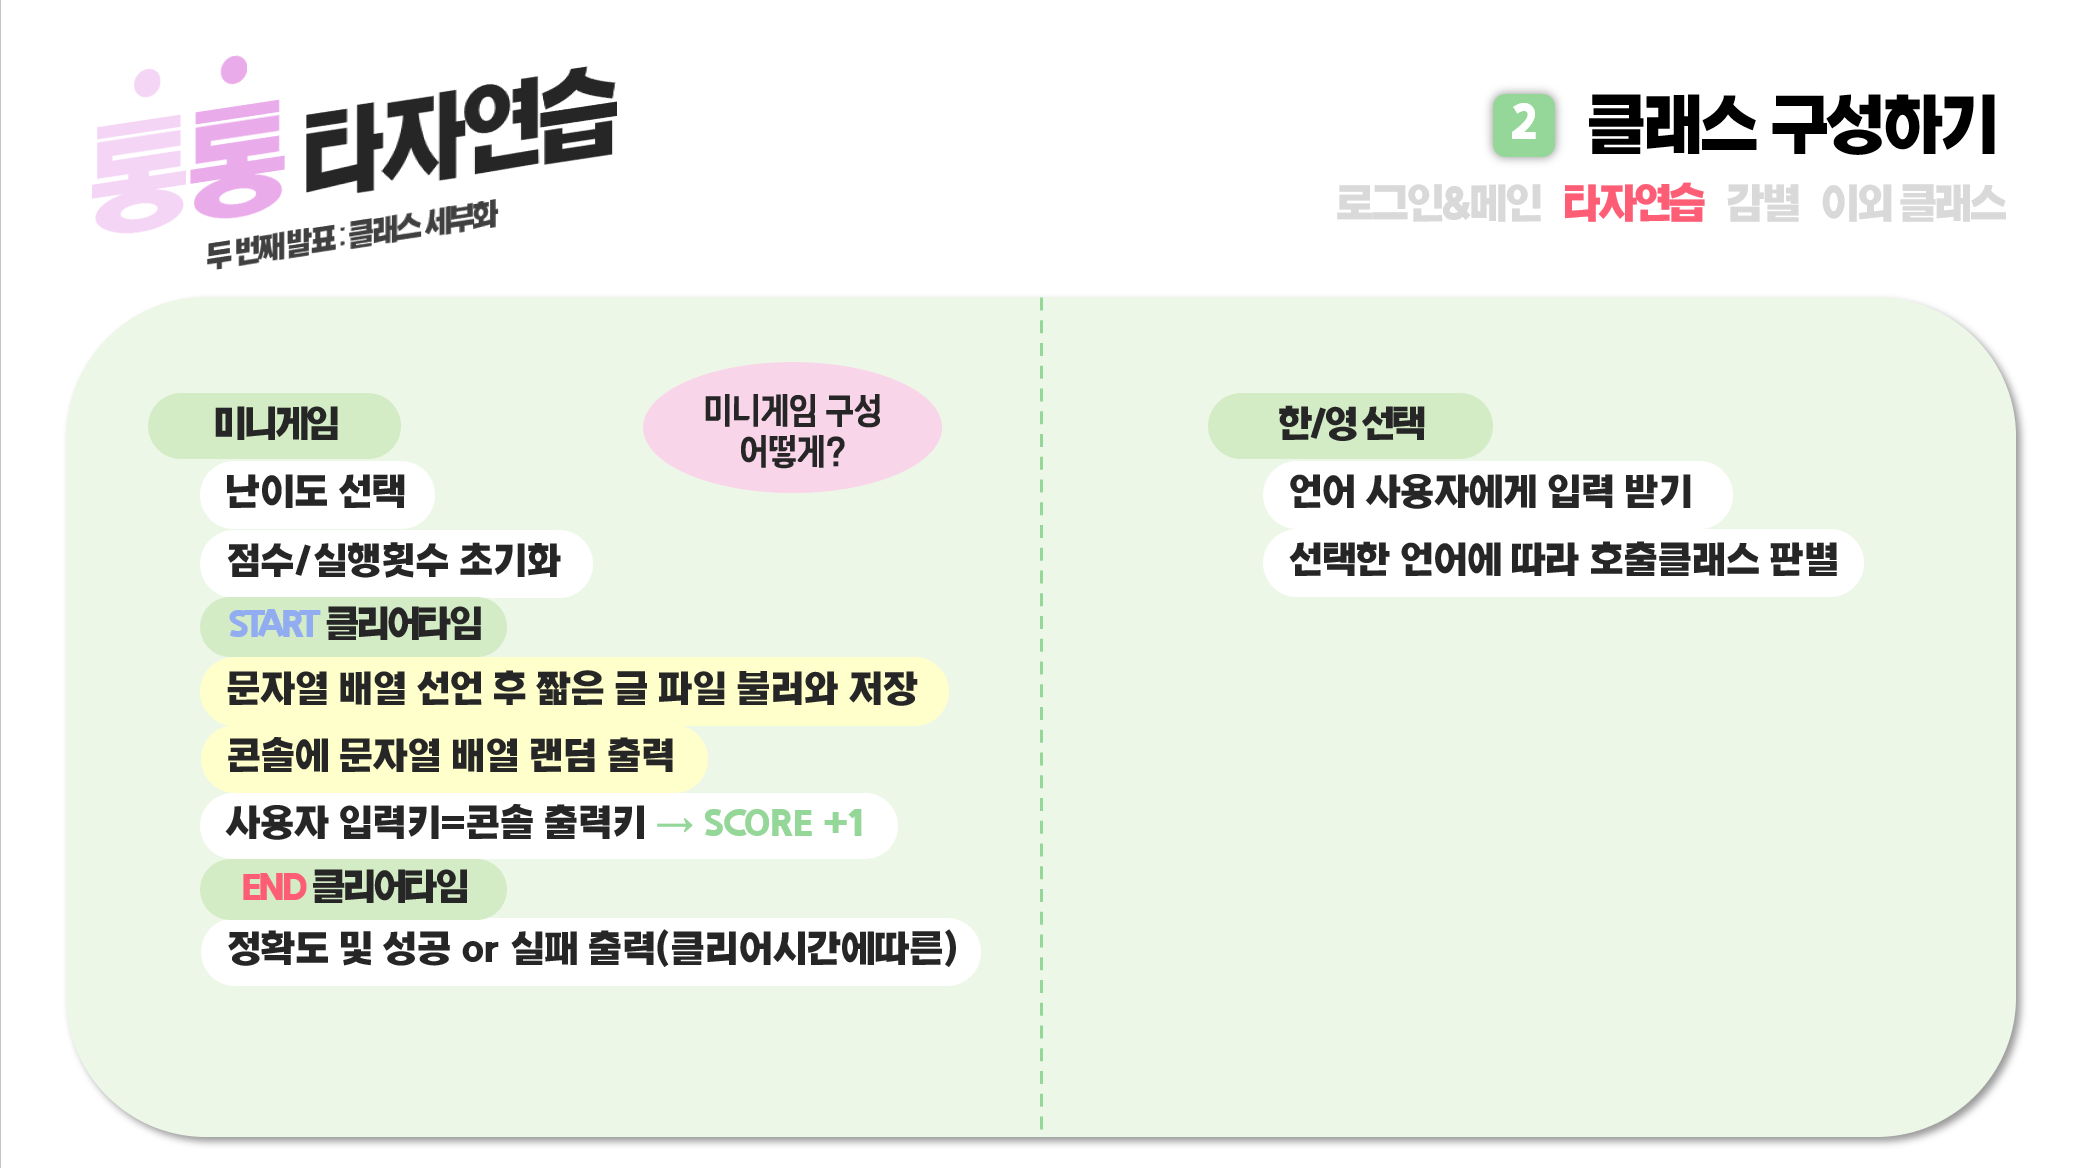 통통 타자연습
두 번째 발표 : 클래스 세부화
2 클래스 구성하기
로그인&메인 타자연습 감별 이외 클래스
미니게임
미니게임 구성
어떻게?
난이도 선택
점수/실행횟수 초기화
START 클리어타임
문자열 배열 선언 후 짧은 글 파일 불러와 저장
콘솔에 문자열 배열 랜덤 출력
사용자 입력키=콘솔 출력키 → SCORE +1
END 클리어타임
정확도 및 성공 or 실패 출력(클리어시간에따른)
한/영 선택
언어 사용자에게 입력 받기
선택한 언어에 따라 호출클래스 판별